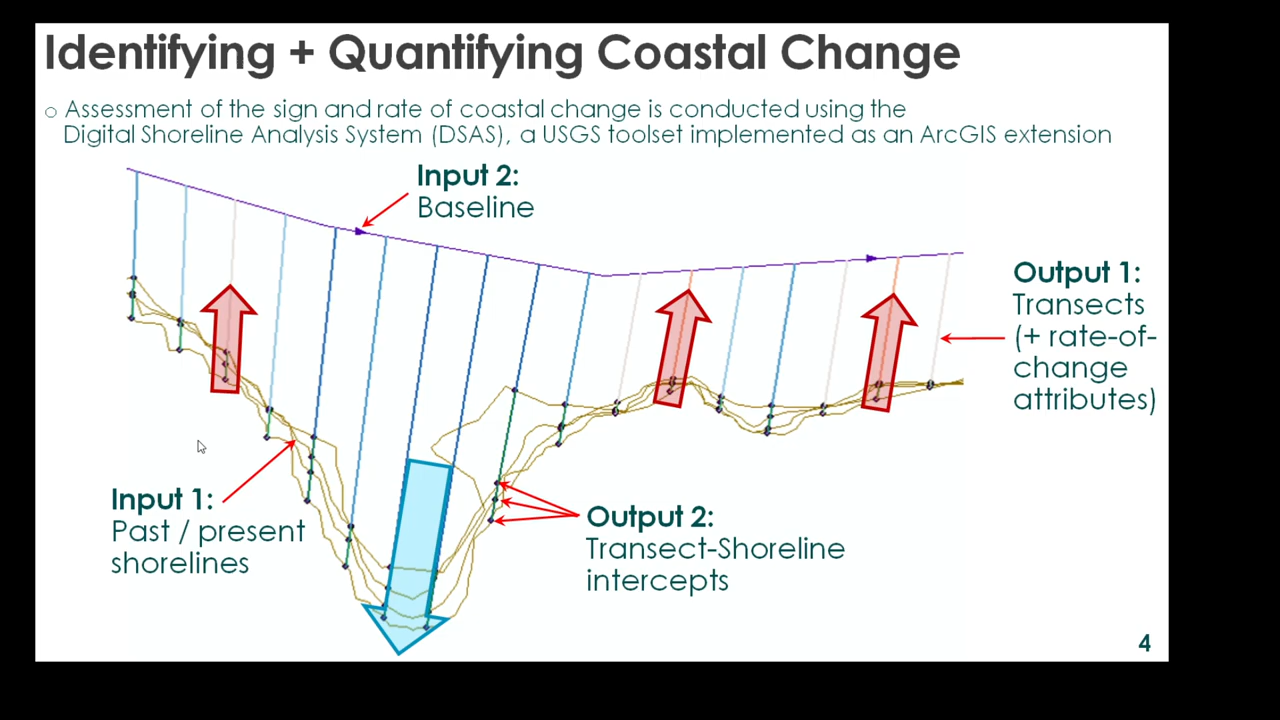 Identifying + Quantifying Coastal Change
o Assessment of the sign and rate of coastal change is conducted using the
Digital Shoreline Analysis System (DSAS), a USGS toolset implemented as an ArcGIS extension
Input 2:
Baseline
Output 1:
Transects
(+ rate-of-
change
attributes)
Input 1:
Past / present
shorelines
Output 2:
Transect-Shoreline
intercepts
4